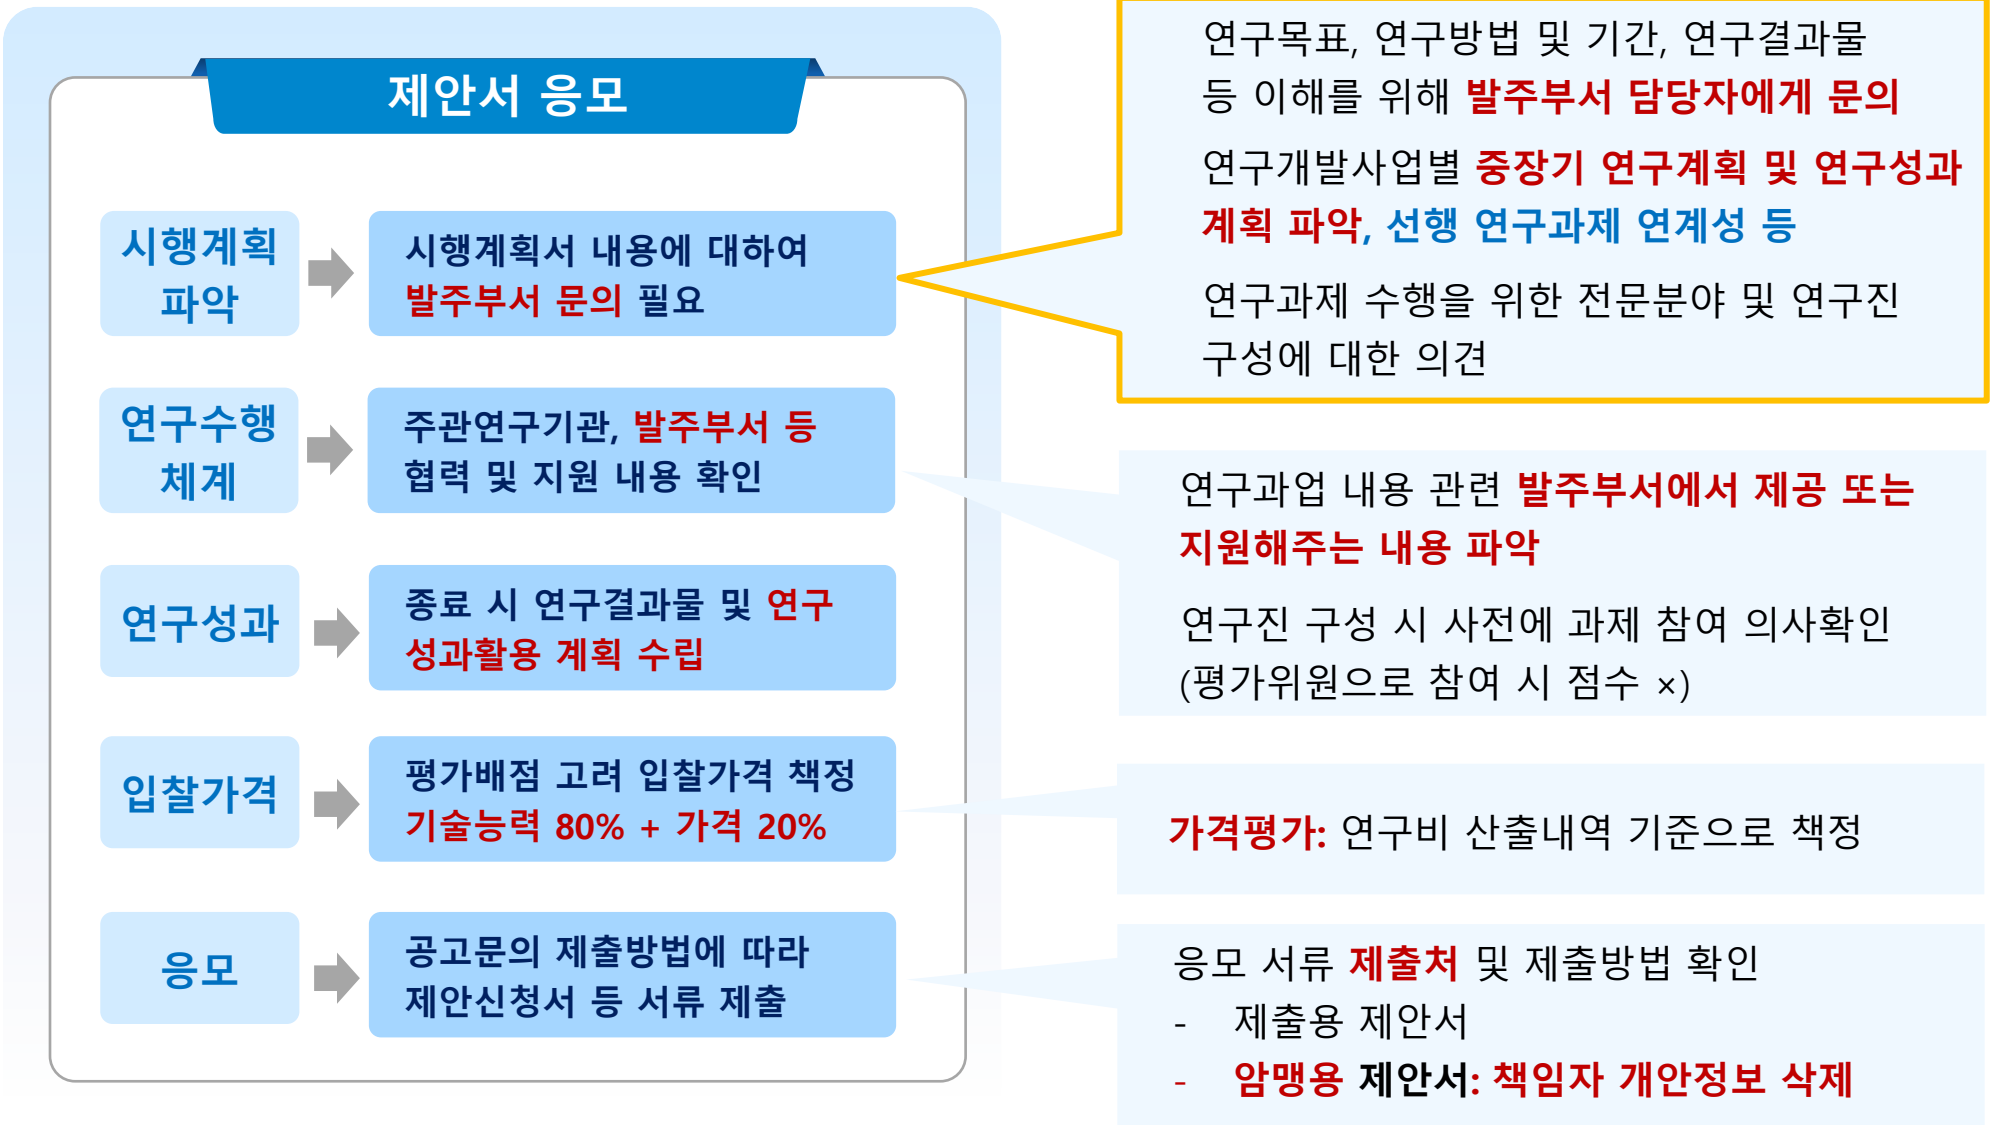 제안서 응모
시행계획
파악
시행계획서 내용에 대하여
발주부서 문의 필요
연구목표, 연구방법 및 기간, 연구결과물
등 이해를 위해 발주부서 담당자에게 문의
연구개발사업별 중장기 연구계획 및 연구성과
계획 파악, 선행 연구과제 연계성 등
연구과제 수행을 위한 전문분야 및 연구진
구성에 대한 의견
연구수행
체계
주관연구기관, 발주부서 등
협력 및 지원 내용 확인
연구과업 내용 관련 발주부서에서 제공 또는
지원해주는 내용 파악
연구진 구성 시 사전에 과제 참여 의사확인
(평가위원으로 참여 시 점수 ×)
연구성과
종료 시 연구결과물 및 연구
성과활용 계획 수립
입찰가격
평가배점 고려 입찰가격 책정
기술능력 80% + 가격 20%
가격평가: 연구비 산출내역 기준으로 책정
응모
공고문의 제출방법에 따라
제안신청서 등 서류 제출
응모 서류 제출처 및 제출방법 확인
- 제출용 제안서
- 암맹용 제안서: 책임자 개안정보 삭제